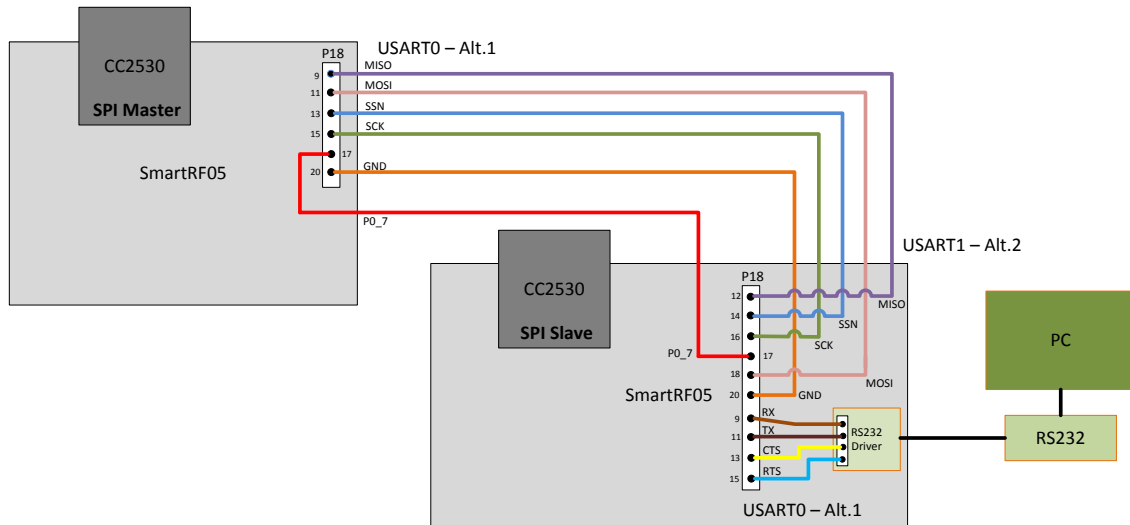 P18
USART0 – Alt.1
CC2530
SPI Master
9
MISO
11
MOSI
13
SSN
15
SCK
17
SmartRF05
20
GND
P0_7
USART1 – Alt.2
P18
CC2530
SPI Slave
12
MISO
14
SSN
16
SCK
P0_7
17
18
MOSI
SmartRF05
20
GND
9
RX
11
TX
13
CTS
15
RTS
RS232
Driver
USART0 – Alt.1
PC
RS232